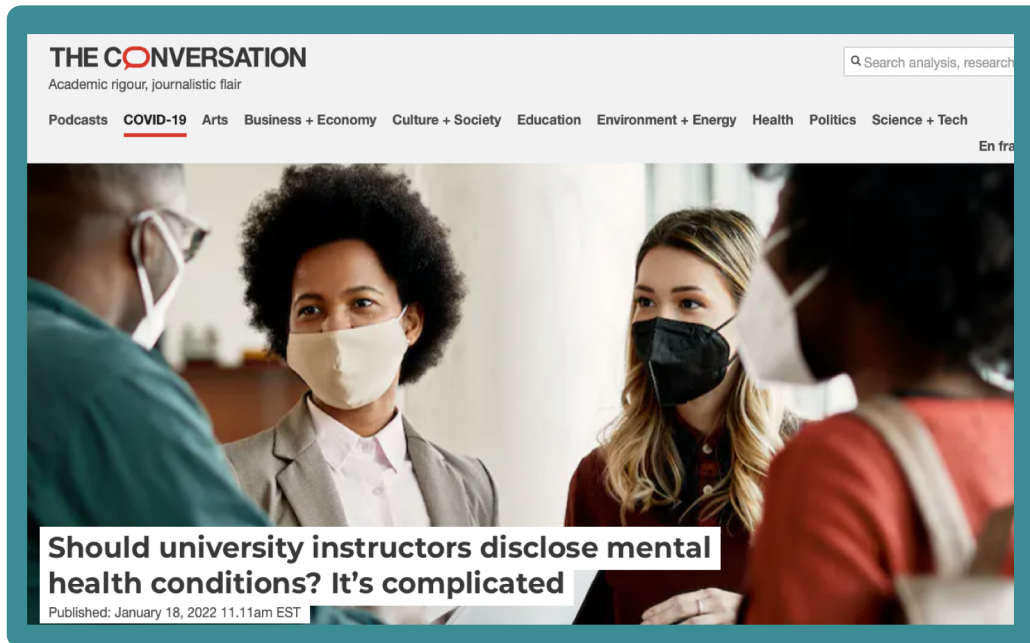 THE CONVERSATION
Academic rigour, journalistic flair
Search analysis, research
Podcasts COVID-19 Arts Business + Economy Culture + Society Education Environment + Energy Health Politics Science + Tech
En fra
Should university instructors disclose mental
health conditions? It's complicated
Published: January 18, 2022 11.11am EST